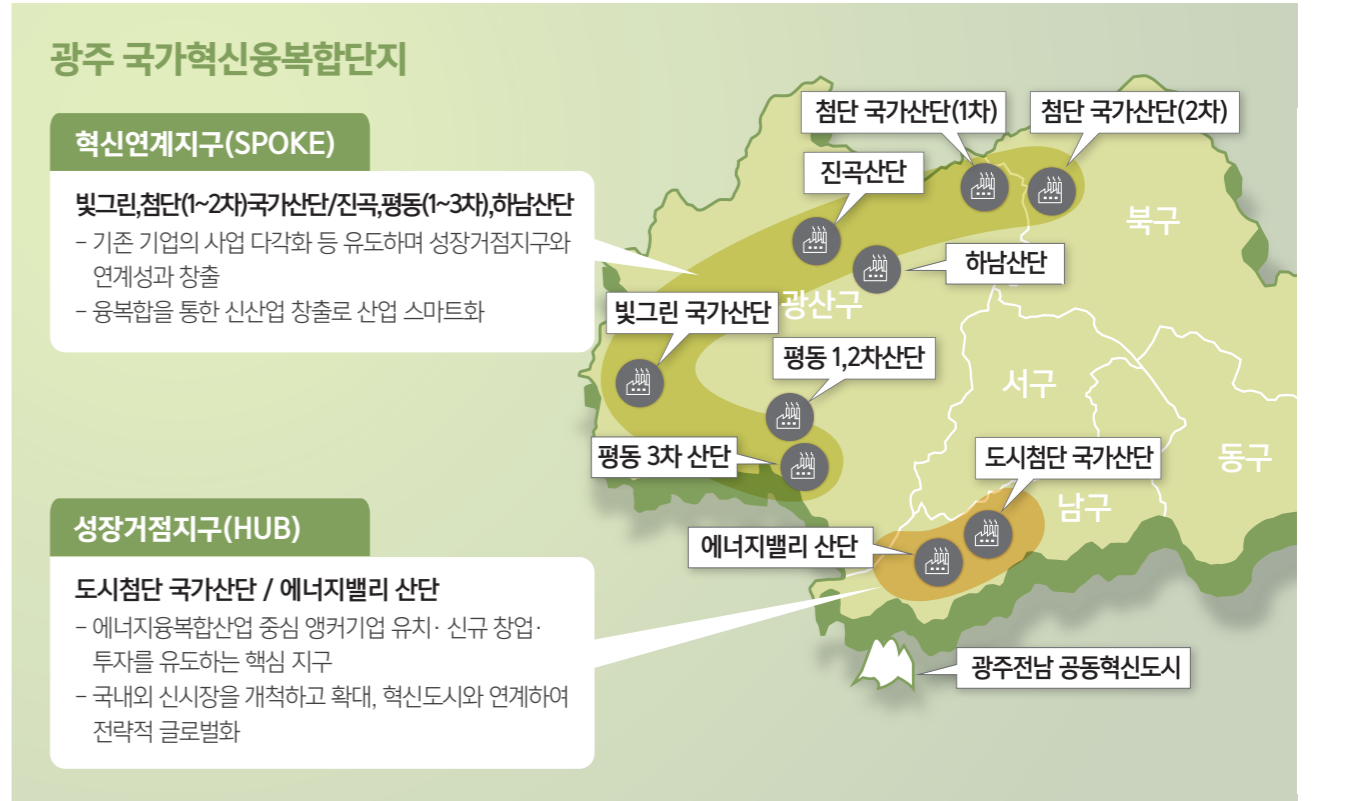 광주 국가혁신융복합단지
혁신연계지구(SPOKE)
빛그린,첨단(1~2차)국가산단/진곡,평동(1~3차),하남산단
- 기존 기업의 사업 다각화 등 유도하며 성장거점지구와
연계성과 창출
- 융복합을 통한 신산업 창출로 산업 스마트화
성장거점지구(HUB)
도시첨단 국가산단 / 에너지밸리 산단
- 에너지융복합산업 중심 앵커기업 유치· 신규 창업·
투자를 유도하는 핵심 지구
- 국내외 신시장을 개척하고 확대, 혁신도시와 연계하여
전략적 글로벌화
첨단 국가산단(1차)
첨단 국가산단(2차)
진곡산단
북구
하남산단
광산구
빛그린 국가산단
평동 1,2차산단
서구
평동 3차 산단
도시첨단 국가산단
동구
남구
에너지밸리 산단
광주전남 공동혁신도시